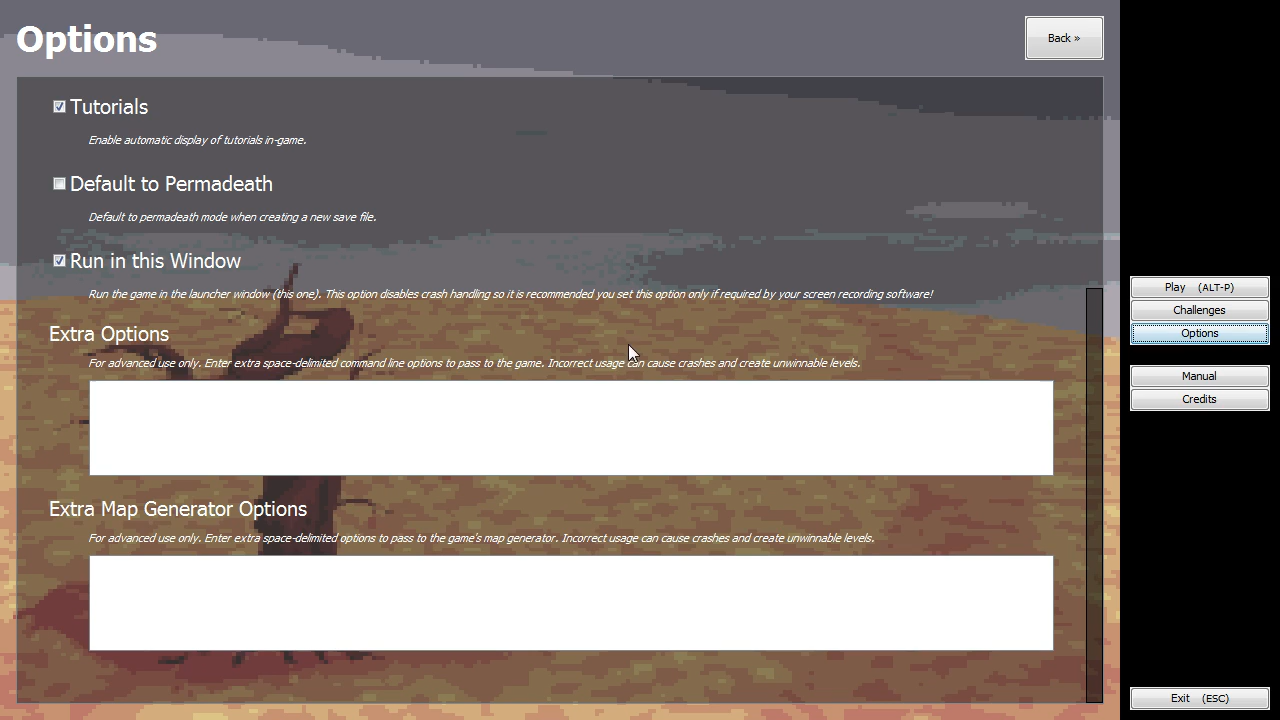 Options
Back »
Tutorials
Enable automatic display of tutorials in-game.
Default to Permadeath
Default to permadeath mode when creating a new save file.
Run in this Window
Run the game in the launcher window (this one). This option disables crash handling so it is recommended you set this option only if required by your screen recording software!
Extra Options
For advanced use only. Enter extra space-delimited command line options to pass to the game. Incorrect usage can cause crashes and create unwinnable levels.
Extra Map Generator Options
For advanced use only. Enter extra space-delimited options to pass to the game's map generator. Incorrect usage can cause crashes and create unwinnable levels.
Play (ALT-P)
Challenges
Options
Manual
Credits
Exit (ESC)